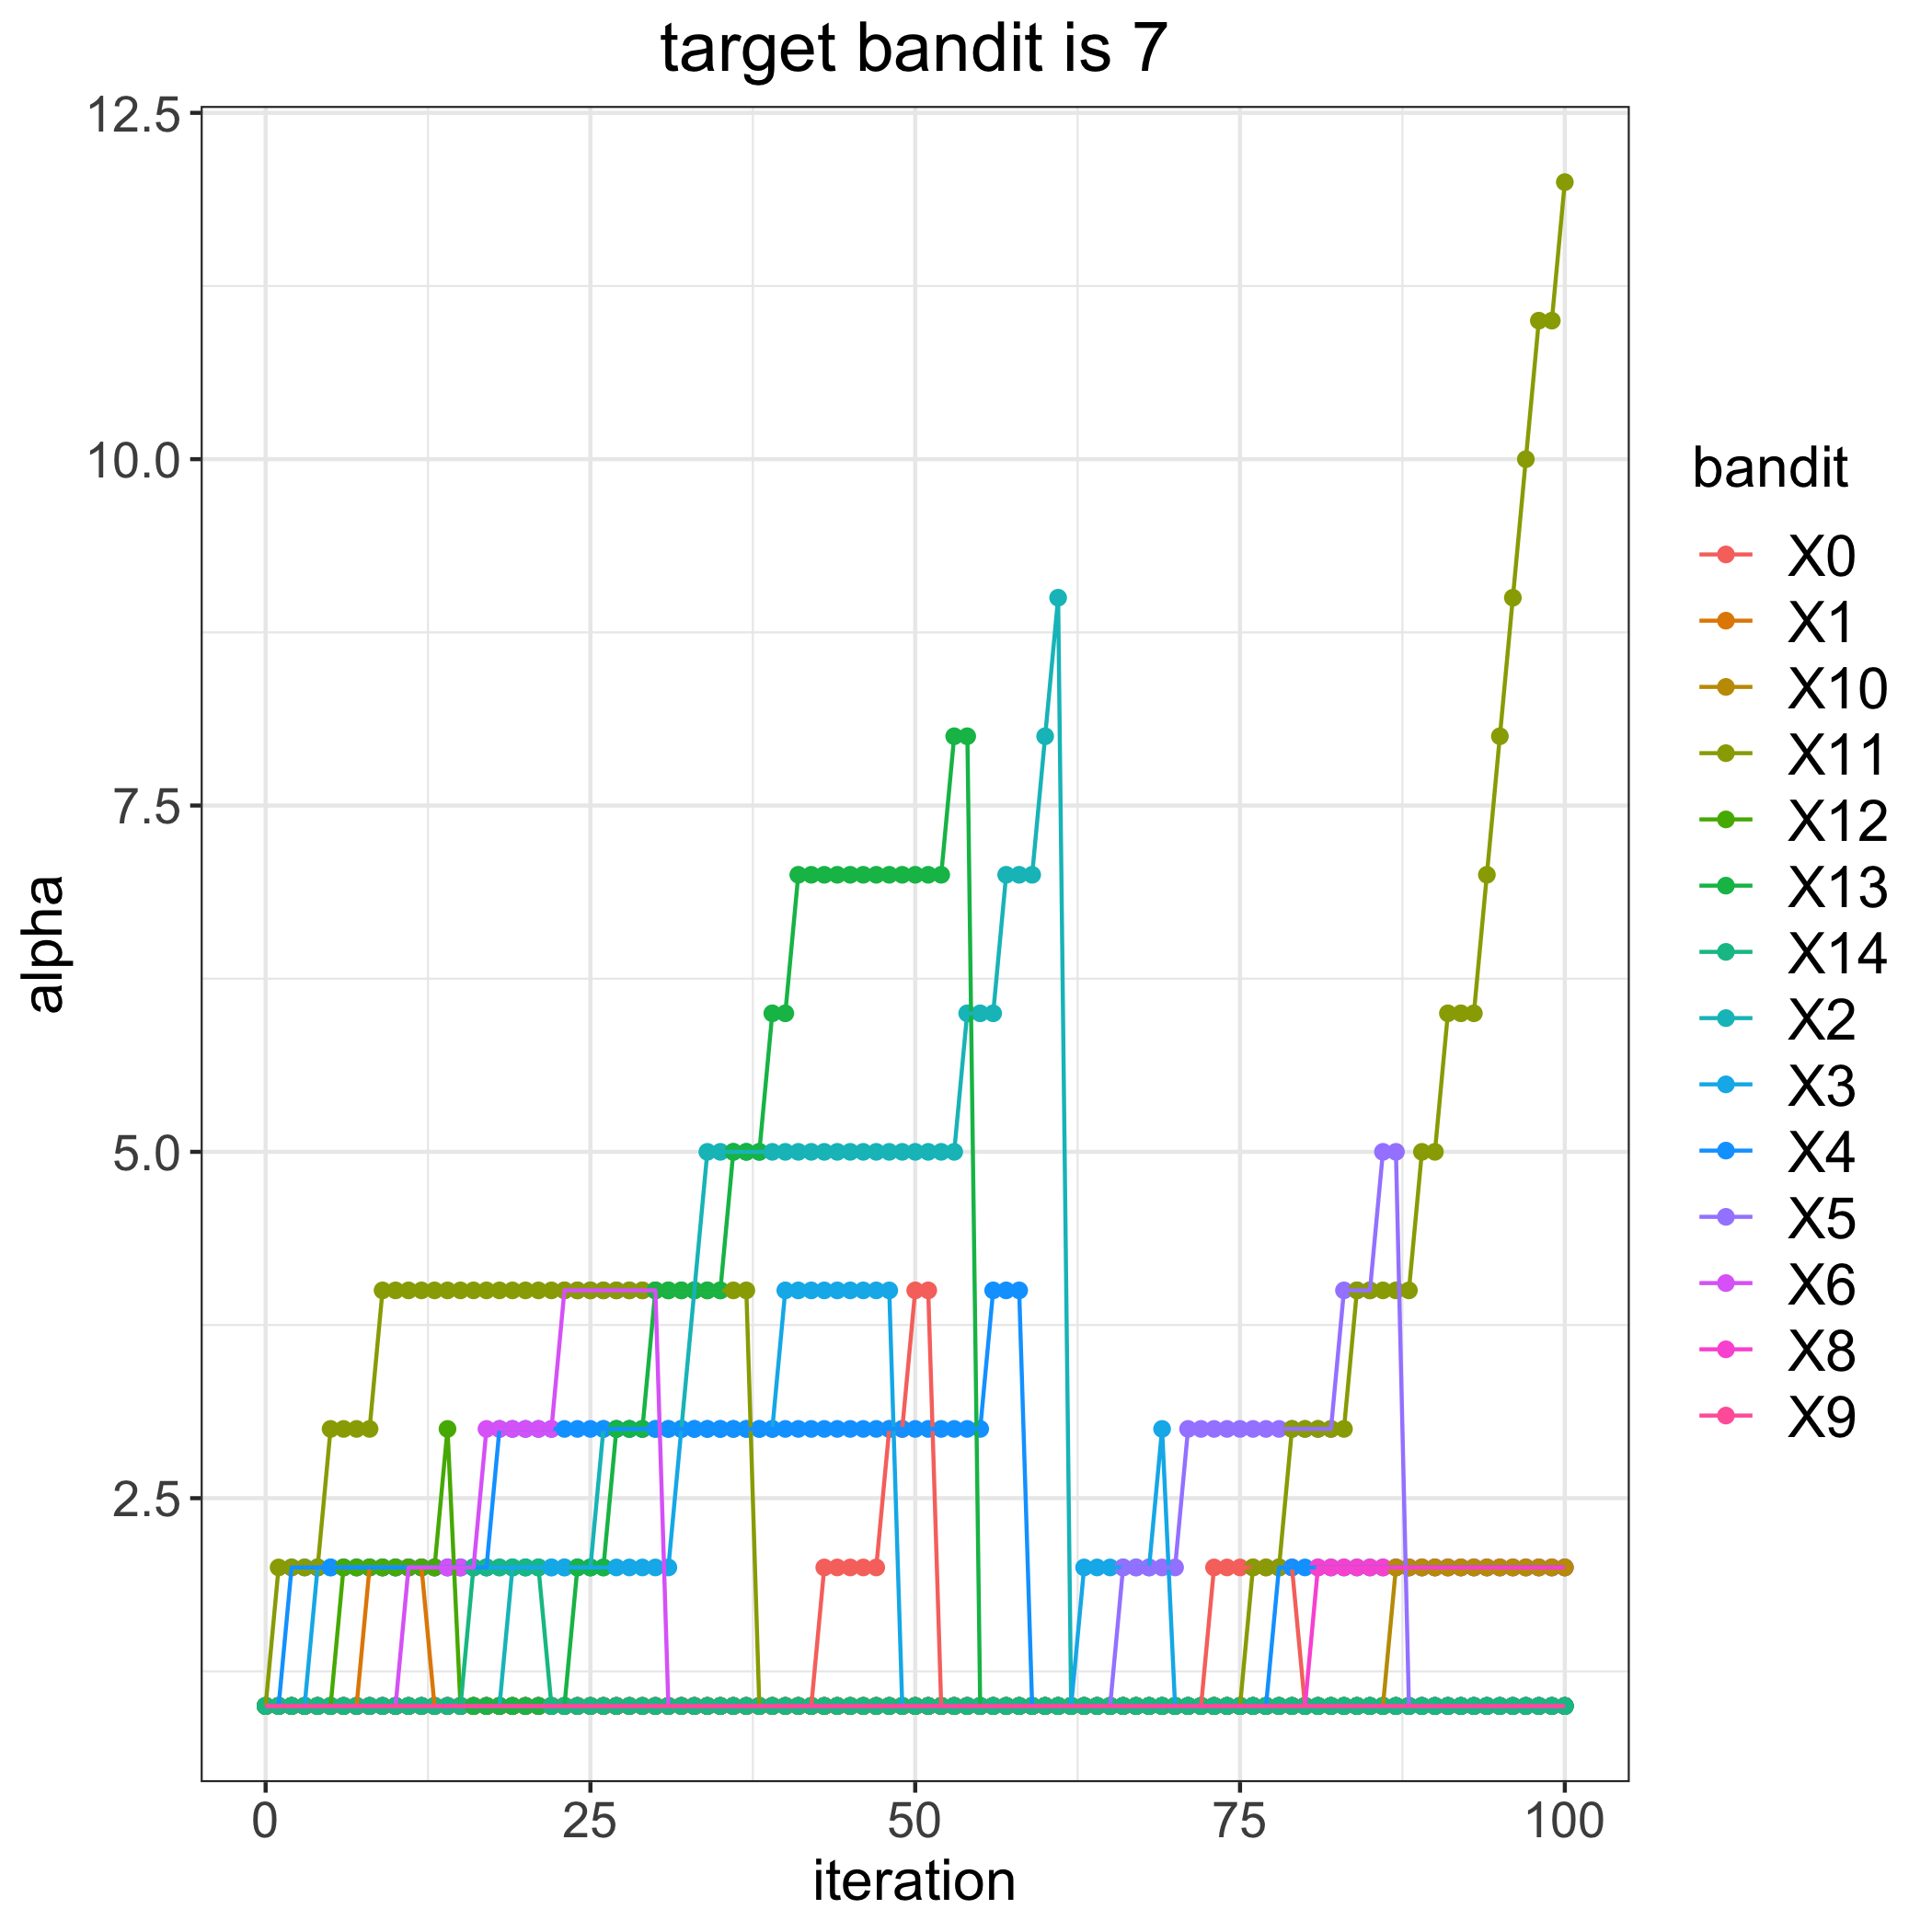 target bandit is 7
12.5
10.0
7.5
5.0
2.5
alpha
0 25 50 75 100
iteration
bandit
X0
X1
X10
X11
X12
X13
X14
X2
X3
X4
X5
X6
X8
X9